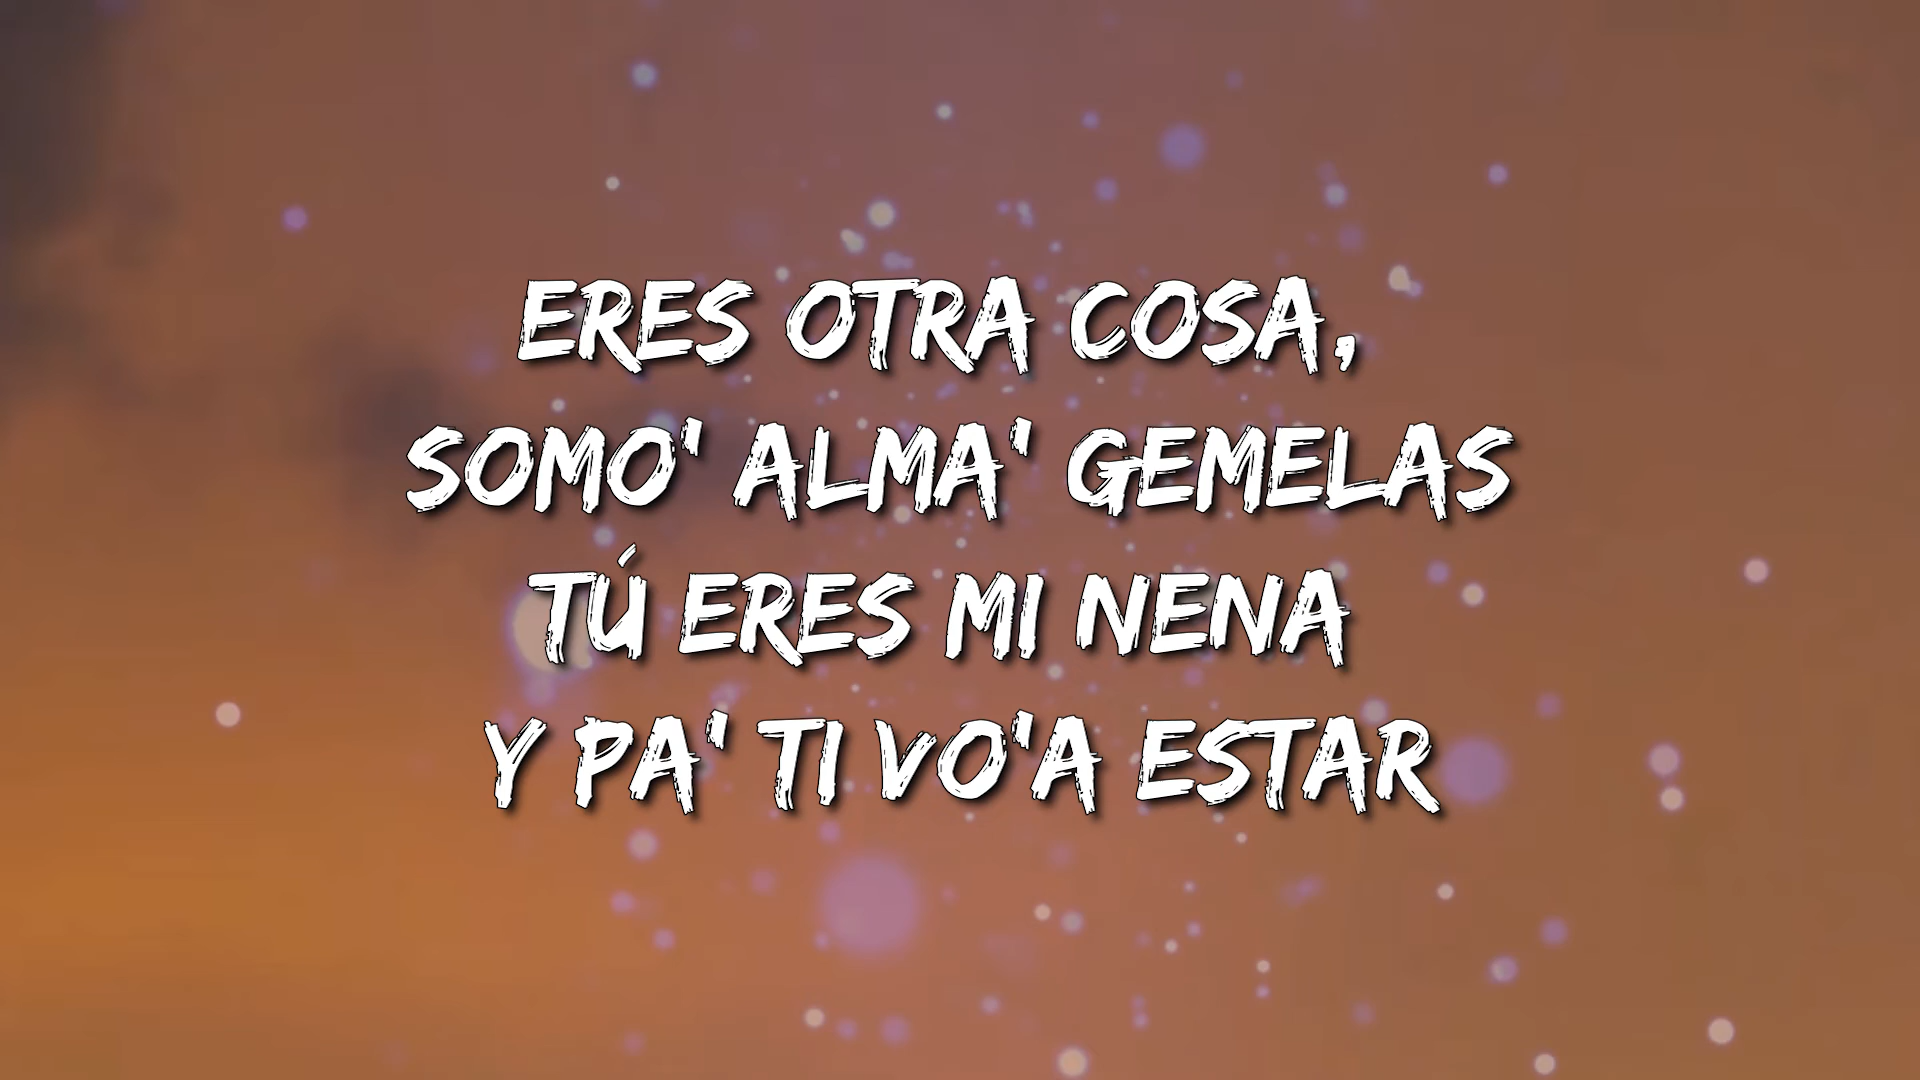 ERES OTRA COSA,
SOMO' ALMA' GEMELAS
TÚ ERES MI NENA
Y PA' TI VO'A ESTAR